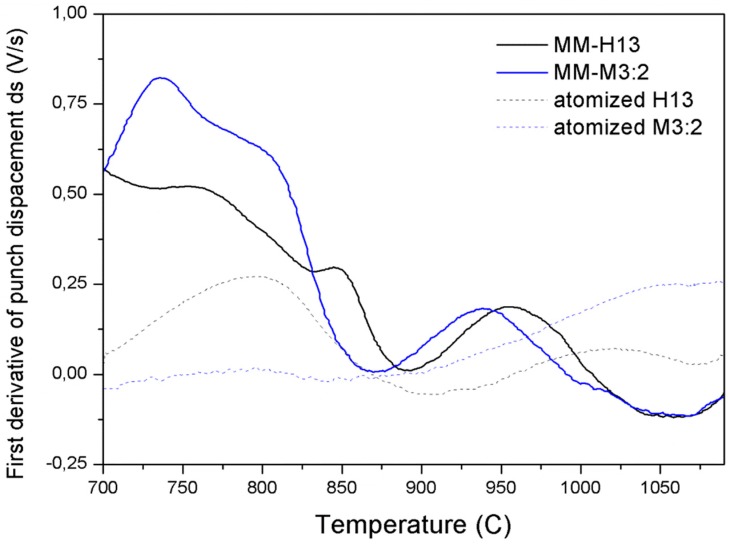 First derivative of punch dispacement ds (V/s)
1,00
0,75
0,50
0,25
0,00
-0,25
MM-H13
MM-M3:2
atomized H13
atomized M3:2
700 750 800 850 900 950 1000 1050
Temperature (C)